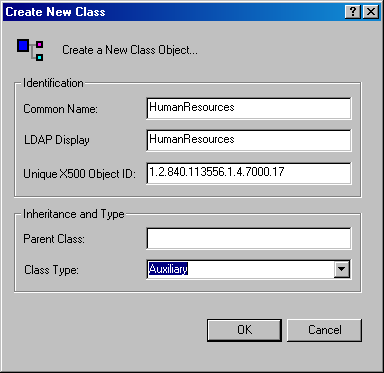 Create New Class
Create a New Class Object...
Identification
Common Name: HumanResources
LDAP Display HumanResources
Unique X500 Object ID: 1.2.840.113556.1.4.7000.17
Inheritance and Type
Parent Class:
Class Type: Auxiliary
OK Cancel